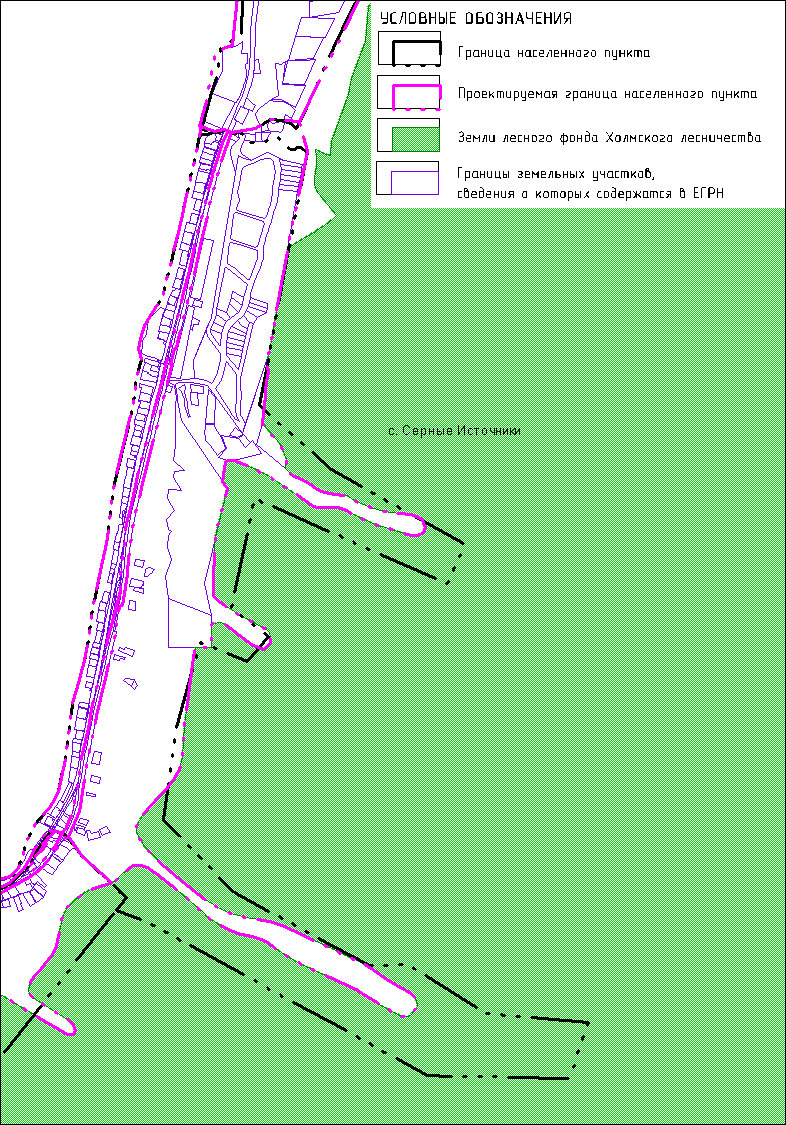 УСЛОВНЫЕ ОБОЗНАЧЕНИЯ
Граница населенного пункта
Проектируемая граница населенного пункта
Земли лесного фонда Холмского лесничества
Границы земельных участков,
сведения о которых содержатся в ЕГРН
с. Серные Источники